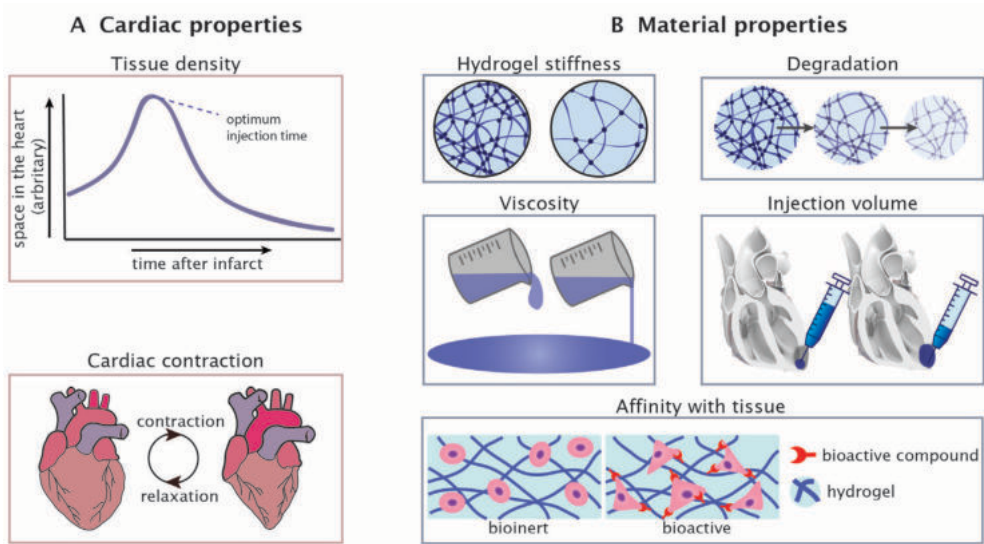 A Cardiac properties
Tissue density
space in the heart
(arbritary)
optimum
injection time
time after infarct
Cardiac contraction
contraction
relaxation
B Material properties
Hydrogel stiffness
Degradation
Viscosity
Injection volume
Affinity with tissue
bioinert
bioactive
bioactive compound
hydrogel